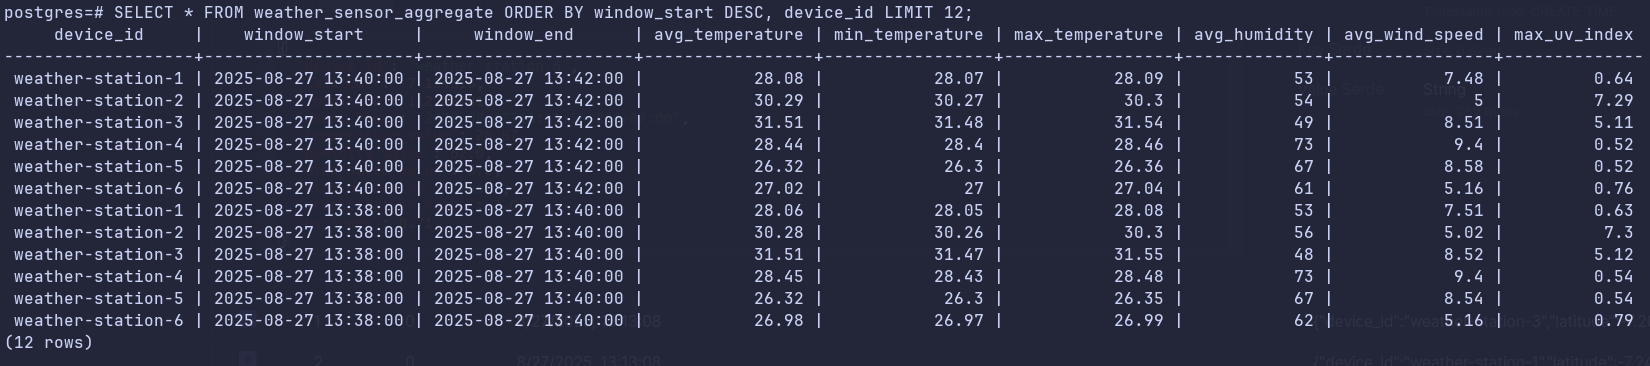 postgres=# SELECT * FROM weather_sensor_aggregate ORDER BY window_start DESC, device_id LIMIT 12;
     device_id     |    window_start     |     window_end      | avg_temperature | min_temperature | max_temperature | avg_humidity | avg_wind_speed | max_uv_index
-------------------+---------------------+---------------------+-----------------+-----------------+-----------------+--------------+----------------+-------------
 weather-station-1 | 2025-08-27 13:40:00 | 2025-08-27 13:42:00 |           28.08 |           28.07 |           28.09 |           53 |           7.48 |         0.64
 weather-station-2 | 2025-08-27 13:40:00 | 2025-08-27 13:42:00 |           30.29 |           30.27 |            30.3 |           54 |              5 |         7.29
 weather-station-3 | 2025-08-27 13:40:00 | 2025-08-27 13:42:00 |           31.51 |           31.48 |           31.54 |           49 |           8.51 |         5.11
 weather-station-4 | 2025-08-27 13:40:00 | 2025-08-27 13:42:00 |           28.44 |            28.4 |           28.46 |           73 |            9.4 |         0.52
 weather-station-5 | 2025-08-27 13:40:00 | 2025-08-27 13:42:00 |           26.32 |            26.3 |           26.36 |           67 |           8.58 |         0.52
 weather-station-6 | 2025-08-27 13:40:00 | 2025-08-27 13:42:00 |           27.02 |              27 |           27.04 |           61 |           5.16 |         0.76
 weather-station-1 | 2025-08-27 13:38:00 | 2025-08-27 13:40:00 |           28.06 |           28.05 |           28.08 |           53 |           7.51 |         0.63
 weather-station-2 | 2025-08-27 13:38:00 | 2025-08-27 13:40:00 |           30.28 |           30.26 |            30.3 |           56 |           5.02 |          7.3
 weather-station-3 | 2025-08-27 13:38:00 | 2025-08-27 13:40:00 |           31.51 |           31.47 |           31.55 |           48 |           8.52 |         5.12
 weather-station-4 | 2025-08-27 13:38:00 | 2025-08-27 13:40:00 |           28.45 |           28.43 |           28.48 |           73 |            9.4 |         0.54
 weather-station-5 | 2025-08-27 13:38:00 | 2025-08-27 13:40:00 |           26.32 |            26.3 |           26.35 |           67 |           8.54 |         0.54
 weather-station-6 | 2025-08-27 13:38:00 | 2025-08-27 13:40:00 |           26.98 |           26.97 |           26.99 |           62 |           5.16 |         0.79
(12 rows)